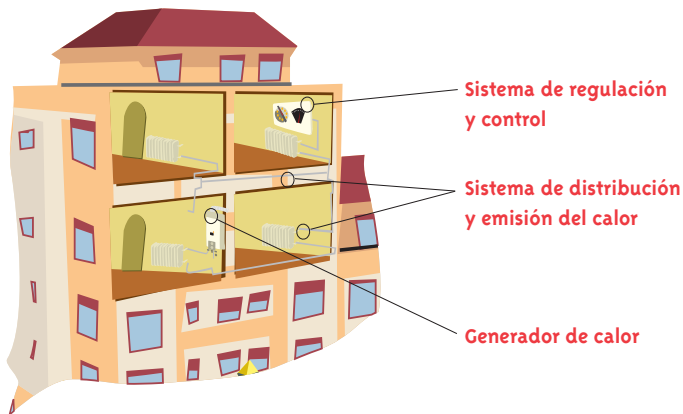 Sistema de regulación
y control
Sistema de distribución
y emisión del calor
Generador de calor